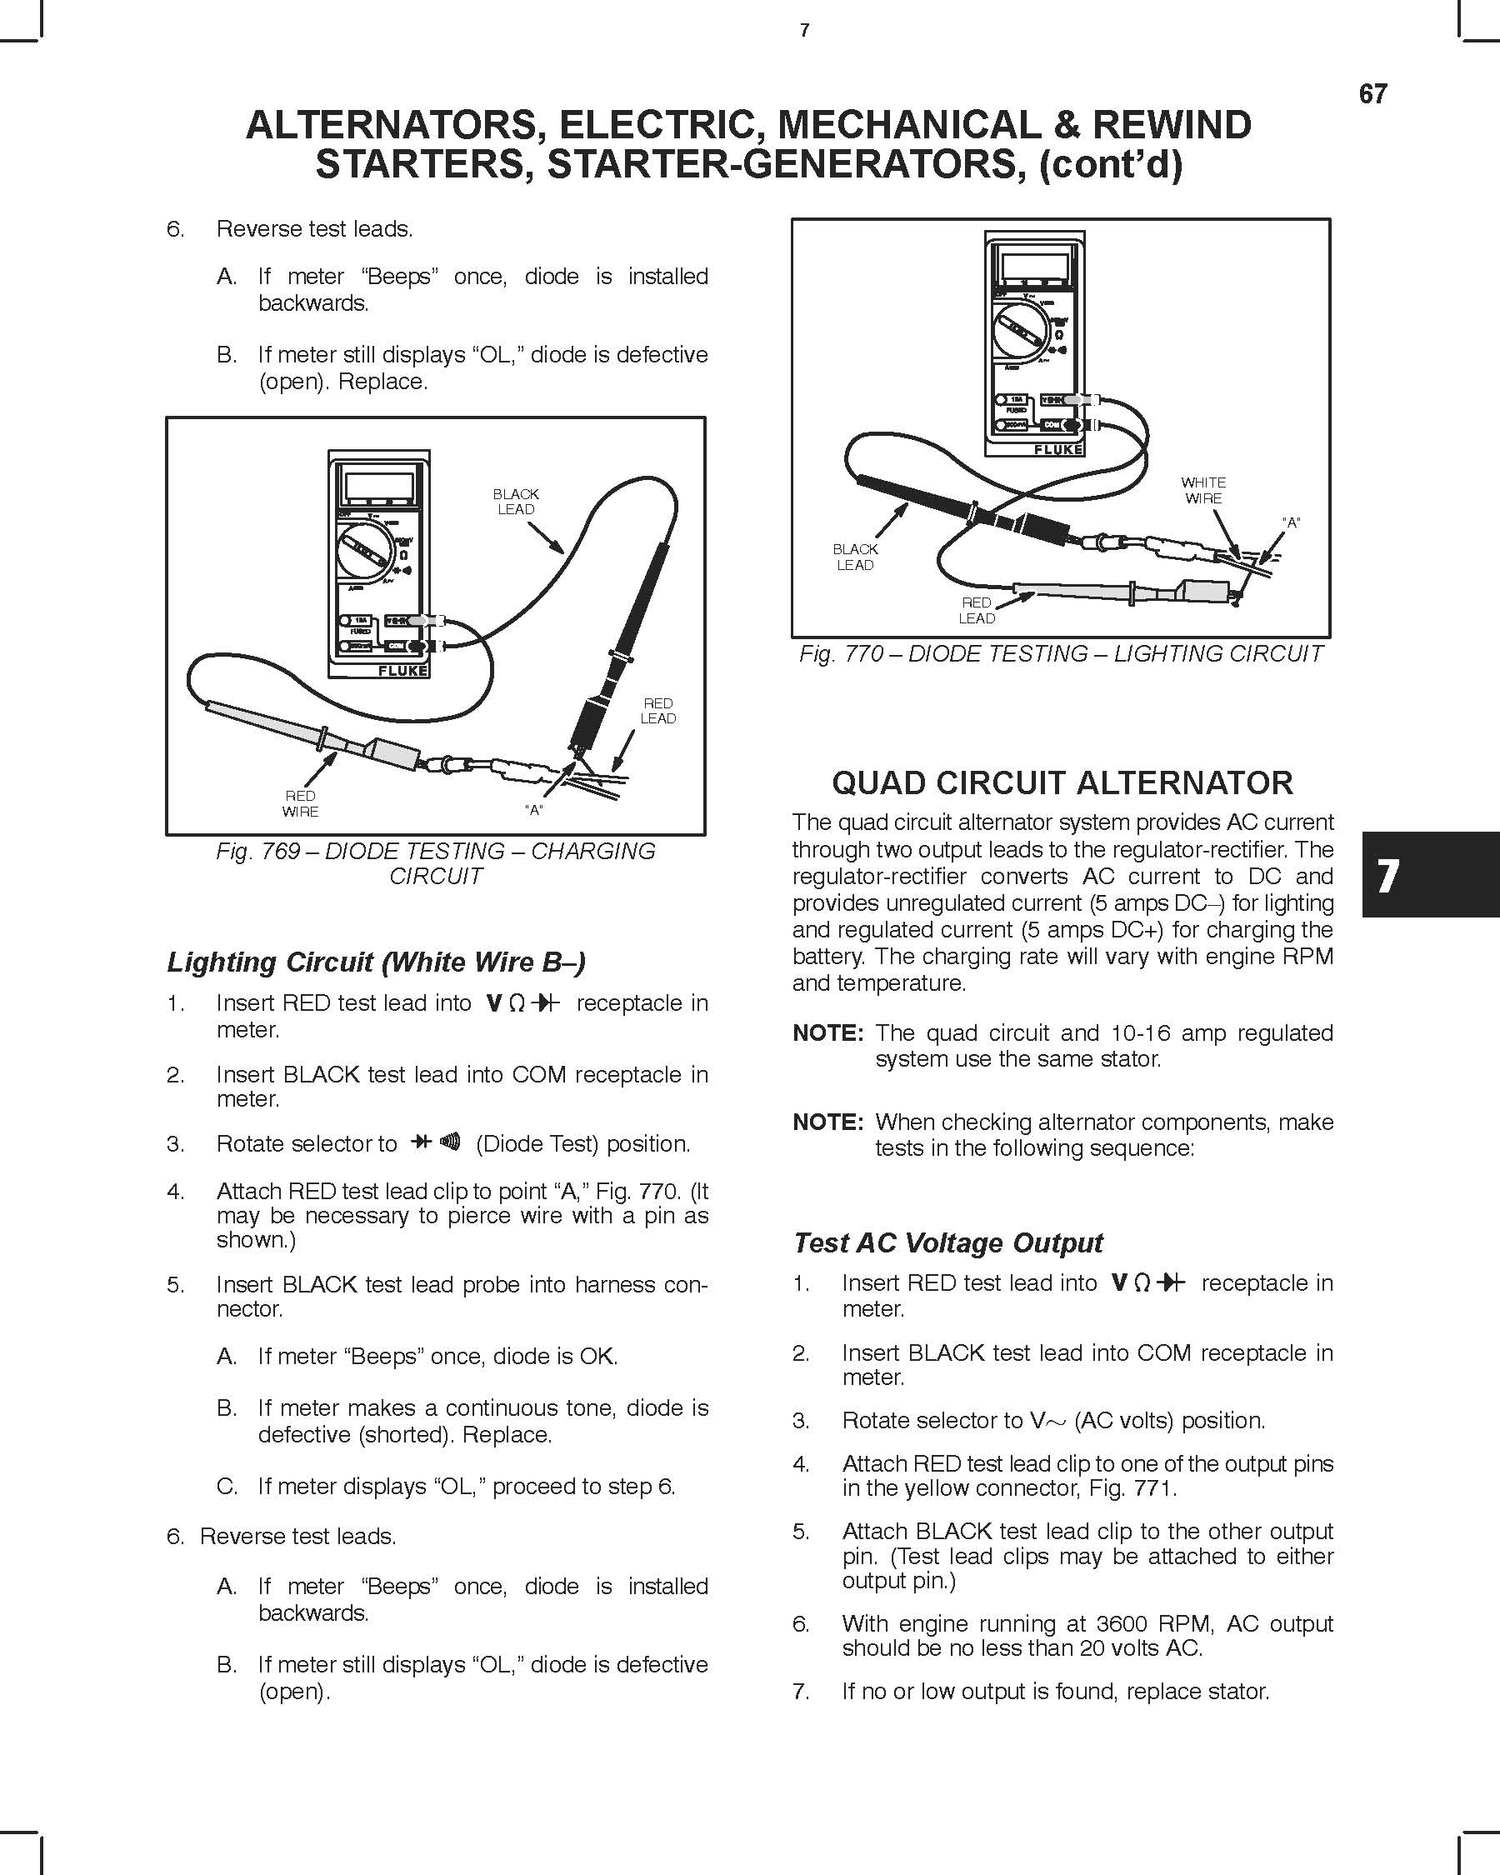 7
67
ALTERNATORS, ELECTRIC, MECHANICAL & REWIND
STARTERS, STARTER-GENERATORS, (cont’d)
6. Reverse test leads.
A. If meter “Beeps” once, diode is installed
backwards.
B. If meter still displays “OL,” diode is defective
(open). Replace.
BLACK
LEAD
FUSED
COM
FLUKE
RED
LEAD
RED
WIRE
"A"
Fig. 769 – DIODE TESTING – CHARGING
CIRCUIT
Lighting Circuit (White Wire B–)
1. Insert RED test lead into V Ω receptacle in
meter.
2. Insert BLACK test lead into COM receptacle in
meter.
3. Rotate selector to (Diode Test) position.
4. Attach RED test lead clip to point “A,” Fig. 770. (It
may be necessary to pierce wire with a pin as
shown.)
5. Insert BLACK test lead probe into harness con-
nector.
A. If meter “Beeps” once, diode is OK.
B. If meter makes a continuous tone, diode is
defective (shorted). Replace.
C. If meter displays “OL,” proceed to step 6.
6. Reverse test leads.
A. If meter “Beeps” once, diode is installed
backwards.
B. If meter still displays “OL,” diode is defective
(open).
FUSED
COM
FLUKE
WHITE
WIRE
"A"
BLACK
LEAD
RED
LEAD
Fig. 770 – DIODE TESTING – LIGHTING CIRCUIT
QUAD CIRCUIT ALTERNATOR
The quad circuit alternator system provides AC current
through two output leads to the regulator-rectifier. The
regulator-rectifier converts AC current to DC and
provides unregulated current (5 amps DC–) for lighting
and regulated current (5 amps DC+) for charging the
battery. The charging rate will vary with engine RPM
and temperature.
NOTE: The quad circuit and 10-16 amp regulated
system use the same stator.
NOTE: When checking alternator components, make
tests in the following sequence:
Test AC Voltage Output
1. Insert RED test lead into V Ω receptacle in
meter.
2. Insert BLACK test lead into COM receptacle in
meter.
3. Rotate selector to V~ (AC volts) position.
4. Attach RED test lead clip to one of the output pins
in the yellow connector, Fig. 771.
5. Attach BLACK test lead clip to the other output
pin. (Test lead clips may be attached to either
output pin.)
6. With engine running at 3600 RPM, AC output
should be no less than 20 volts AC.
7. If no or low output is found, replace stator.
7